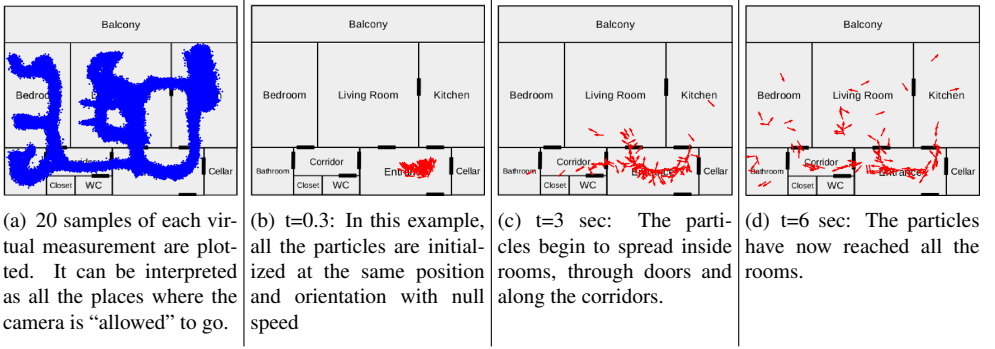 Balcony
Bedroom
Corridor
Cellar
Closet
WC
(a) 20 samples of each vir-
tual measurement are plot-
ted. It can be interpreted
as all the places where the
camera is “allowed” to go.
Balcony
Bedroom
Living Room
Kitchen
Bathroom
Corridor
Entrance
Cellar
Closet
WC
(b) t=0.3: In this example,
all the particles are initial-
ized at the same position
and orientation with null
speed
Balcony
Bedroom
Living Room
Kitchen
Bathroom
Corridor
Entrance
Cellar
Closet
WC
(c) t=3 sec: The parti-
cles begin to spread inside
rooms, through doors and
along the corridors.
Balcony
Bedroom
Living Room
Kitchen
Bathroom
Corridor
Entrance
Cellar
Closet
WC
(d) t=6 sec: The particles
have now reached all the
rooms.